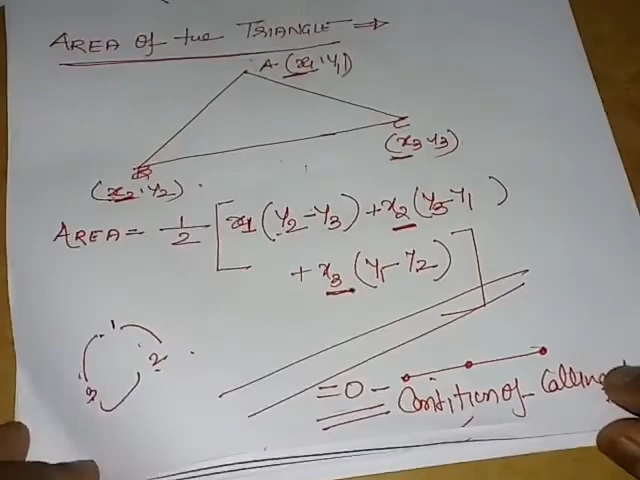 AREA of the TRIANGLE ⇒
A (x1, y1)
C
(x3 y3)
B
(x2, y2)
AREA = 1/2 [x1(y2-y3)+x2(y3-y1)
+x3(y1-y2)]
1
2
3
=0- Contition of